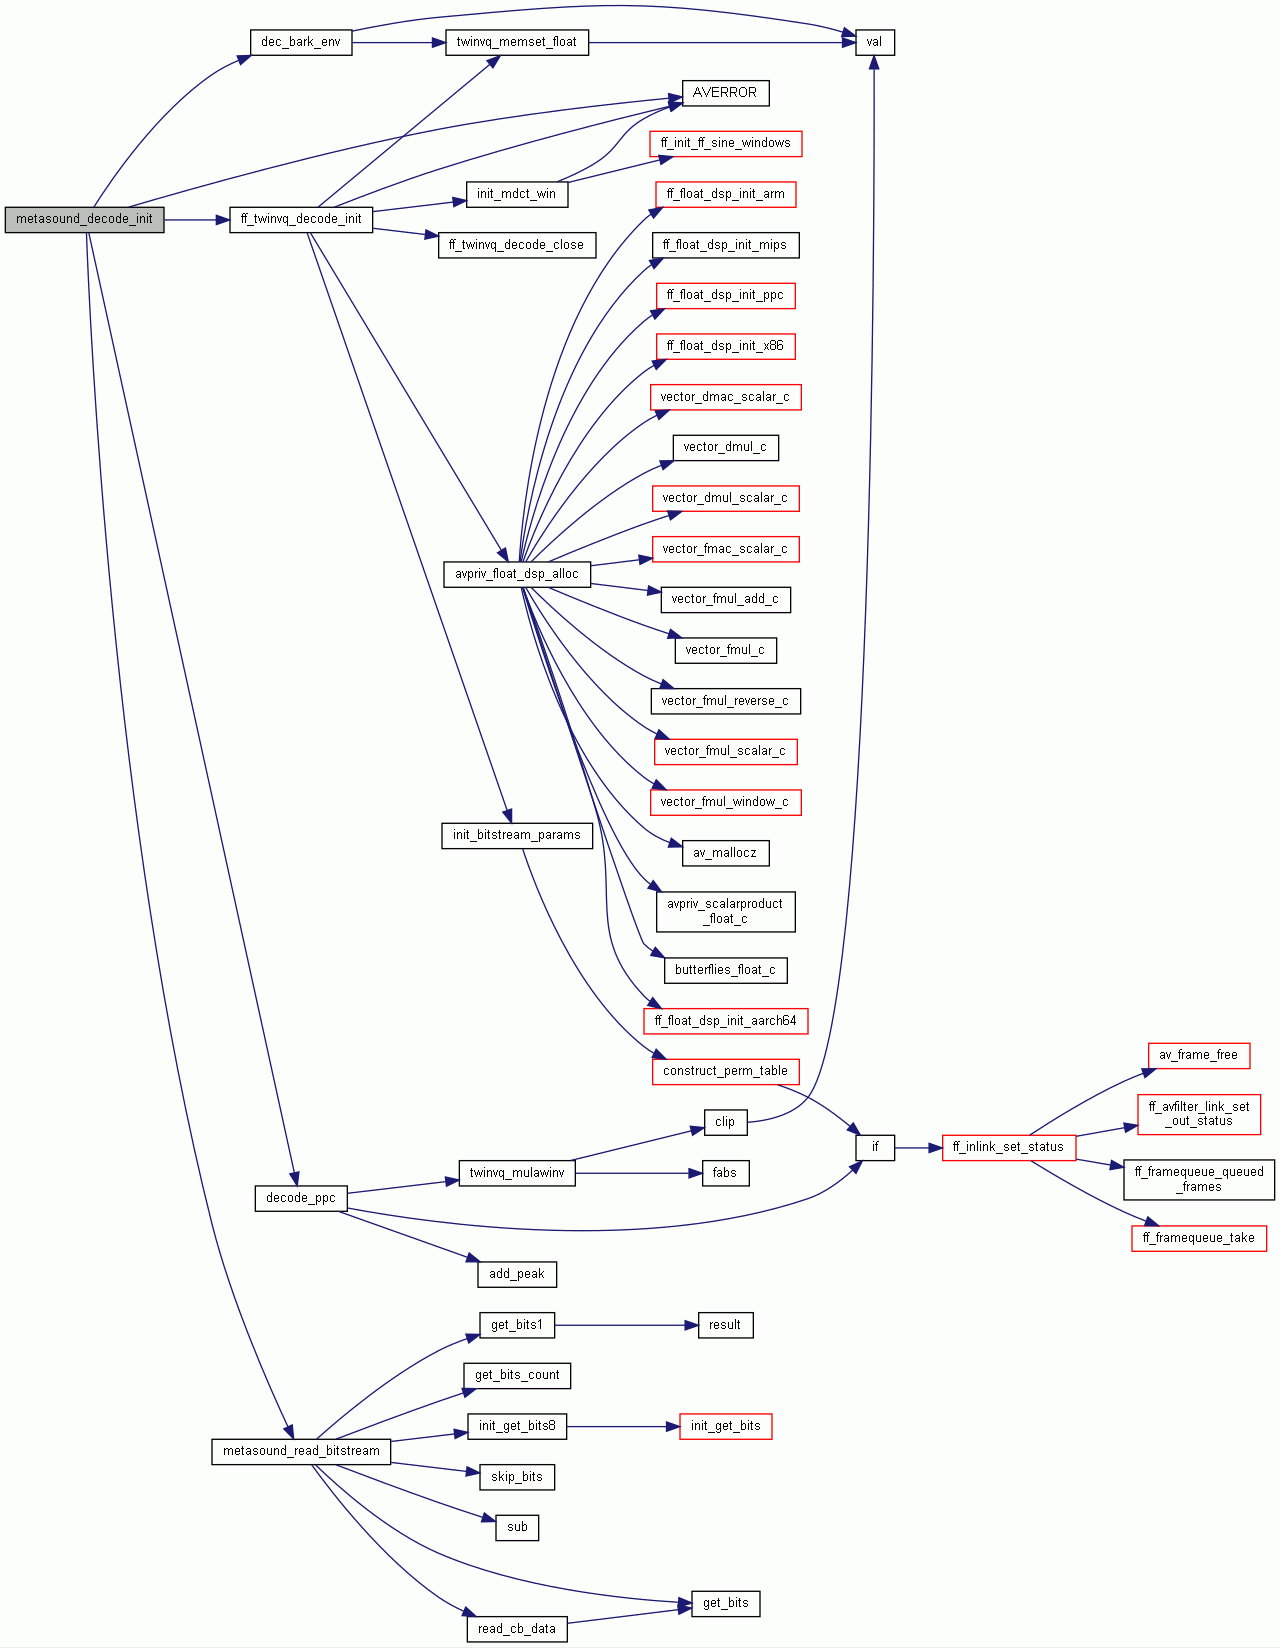 dec_bark_env
twinvq_memset_float
val
AVERROR
ff_init_ff_sine_windows
ff_float_dsp_init_arm
init_mdct_win
metasound_decode_init
ff_twinvq_decode_init
ff_twinvq_decode_close
ff_float_dsp_init_mips
ff_float_dsp_init_ppc
ff_float_dsp_init_x86
vector_dmac_scalar_c
vector_dmul_c
vector_dmul_scalar_c
vector_fmac_scalar_c
avpriv_float_dsp_alloc
vector_fmul_add_c
vector_fmul_c
vector_fmul_reverse_c
vector_fmul_scalar_c
vector_fmul_window_c
init_bitstream_params
av_mallocz
avpriv_scalarproduct
_float_c
butterflies_float_c
ff_float_dsp_init_aarch64
construct_perm_table
av_frame_free
ff_avfilter_link_set
_out_status
clip
if
ff_inlink_set_status
twinvq_mulawinv
fabs
ff_framequeue_queued
_frames
decode_ppc
ff_framequeue_take
add_peak
get_bits1
result
get_bits_count
init_get_bits8
init_get_bits
metasound_read_bitstream
skip_bits
sub
get_bits
read_cb_data